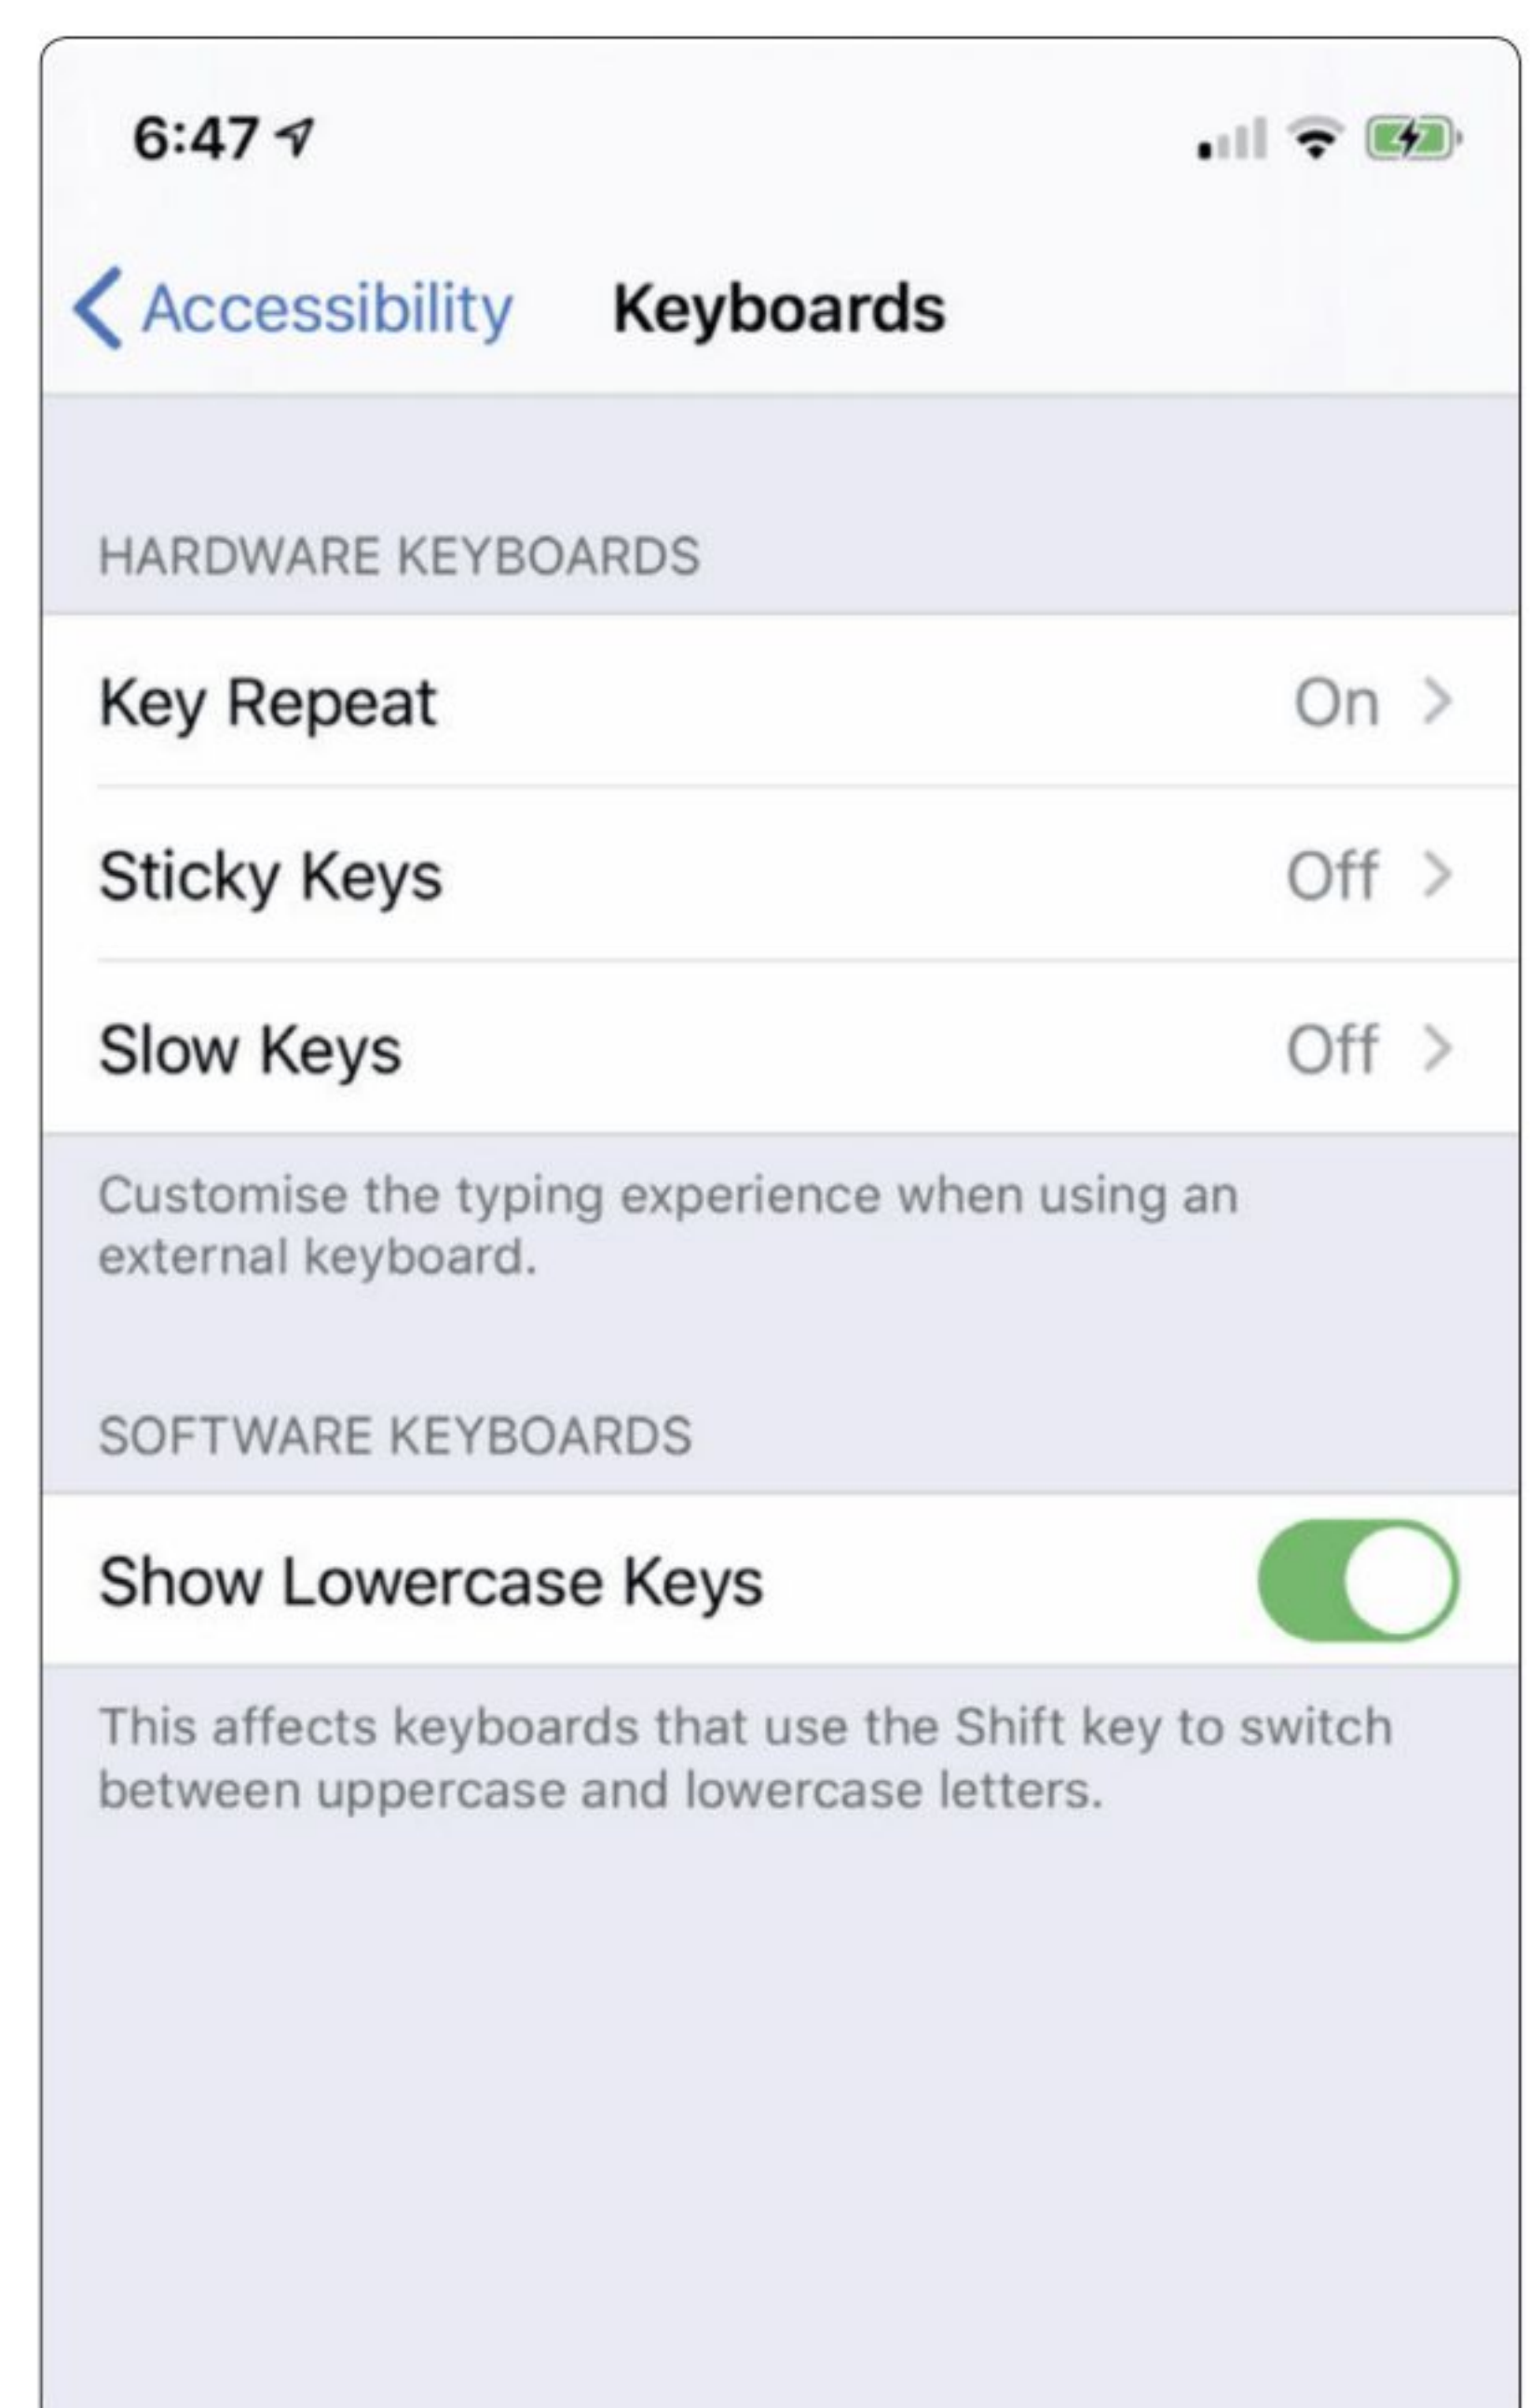 6:47
Accessibility Keyboards
HARDWARE KEYBOARDS
Key Repeat On
Sticky Keys Off
Slow Keys Off
Customise the typing experience when using an
external keyboard.
SOFTWARE KEYBOARDS
Show Lowercase Keys
This affects keyboards that use the Shift key to switch
between uppercase and lowercase letters.